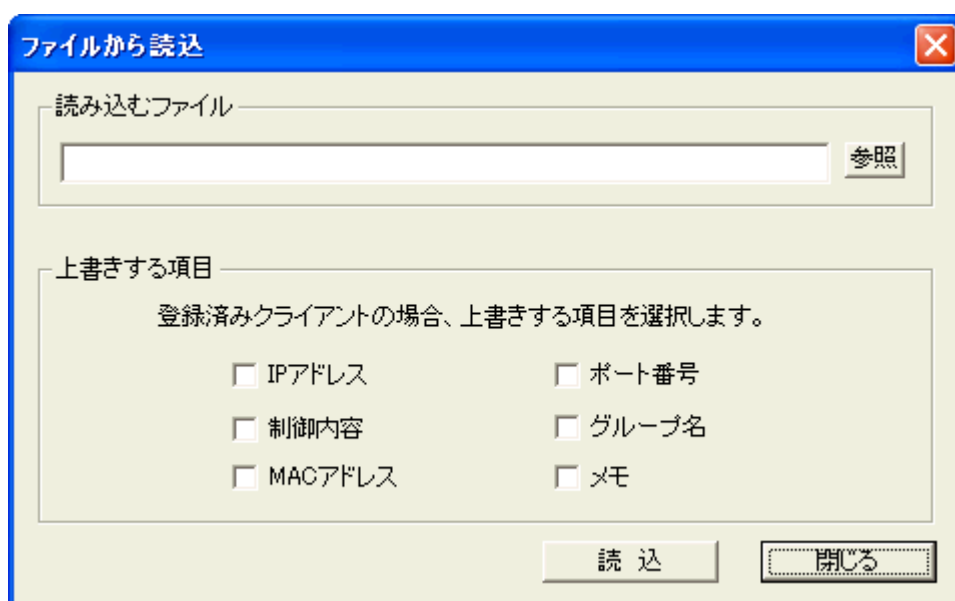 ファイルから読込
読み込むファイル
参照
上書きする項目
登録済みクライアントの場合、上書きする項目を選択します。
IPアドレス ポート番号
制御内容 グループ名
MACアドレス メモ
読 込 閉じる